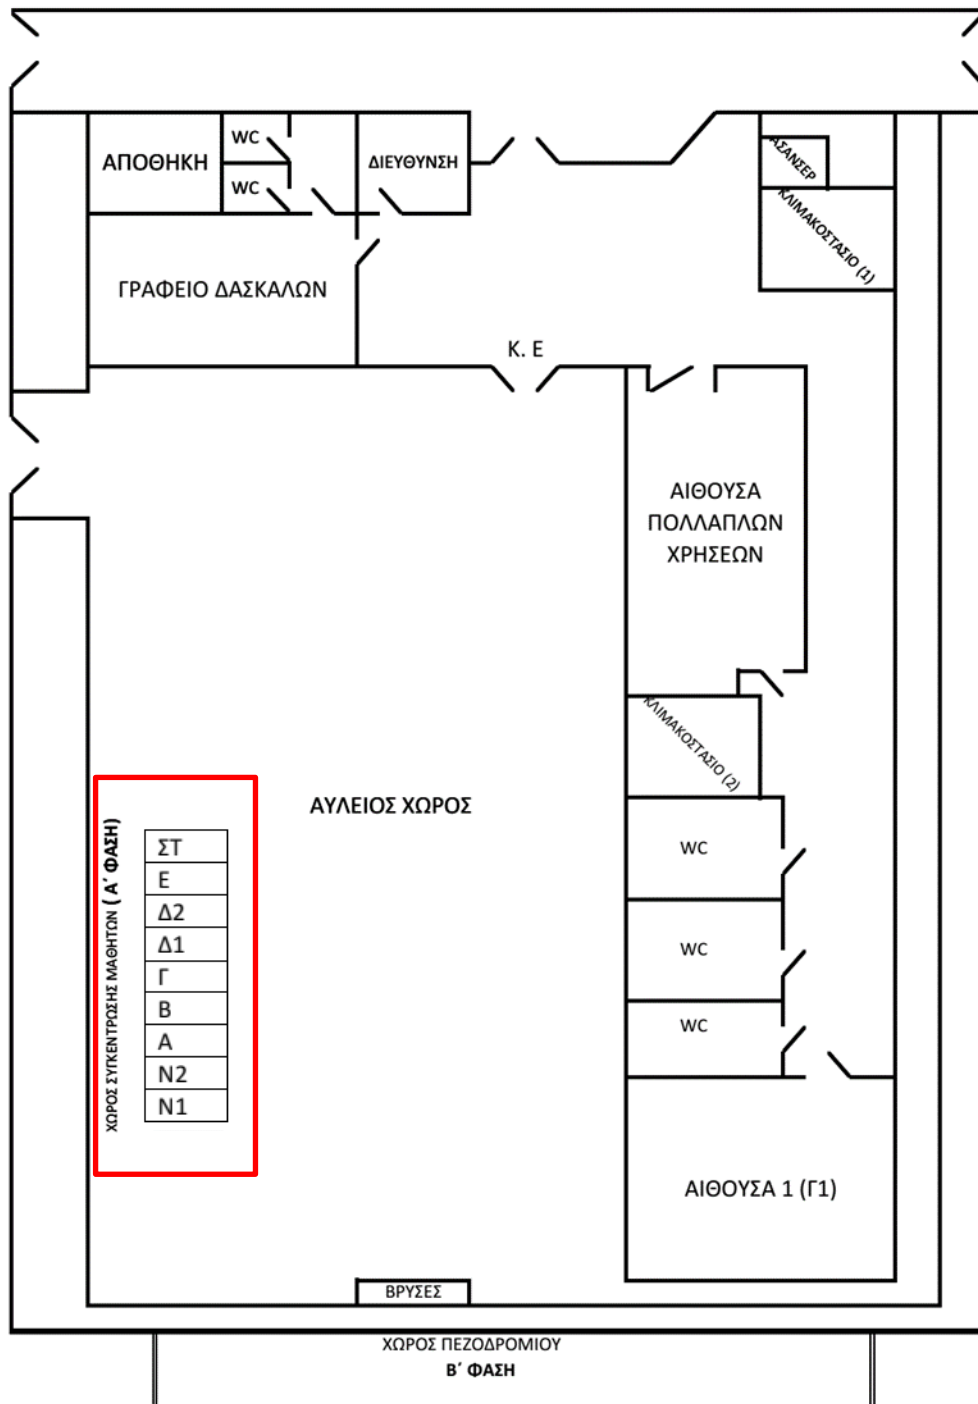 WC
ΑΠΟΘΗΚΗ
WC
ΔΙΕΥΘΥΝΣΗ
ΑΣΑΝΣΕΡ
ΚΛΙΜΑΚΟΣΤΑΣΙΟ (1)
ΓΡΑΦΕΙΟ ΔΑΣΚΑΛΩΝ
Κ. Ε
ΑΙΘΟΥΣΑ
ΠΟΛΛΑΠΛΩΝ
ΧΡΗΣΕΩΝ
ΚΛΙΜΑΚΟΣΤΑΣΙΟ (2)
ΑΥΛΕΙΟΣ ΧΩΡΟΣ
ΧΩΡΟΣ ΣΥΓΚΕΝΤΡΩΣΗΣ ΜΑΘΗΤΩΝ ( Α΄ ΦΑΣΗ)
ΣΤ
Ε
Δ2
Δ1
Γ
Β
Α
Ν2
Ν1
WC
WC
WC
ΑΙΘΟΥΣΑ 1 (Γ1)
ΒΡΥΣΕΣ
ΧΩΡΟΣ ΠΕΖΟΔΡΟΜΙΟΥ
Β΄ ΦΑΣΗ